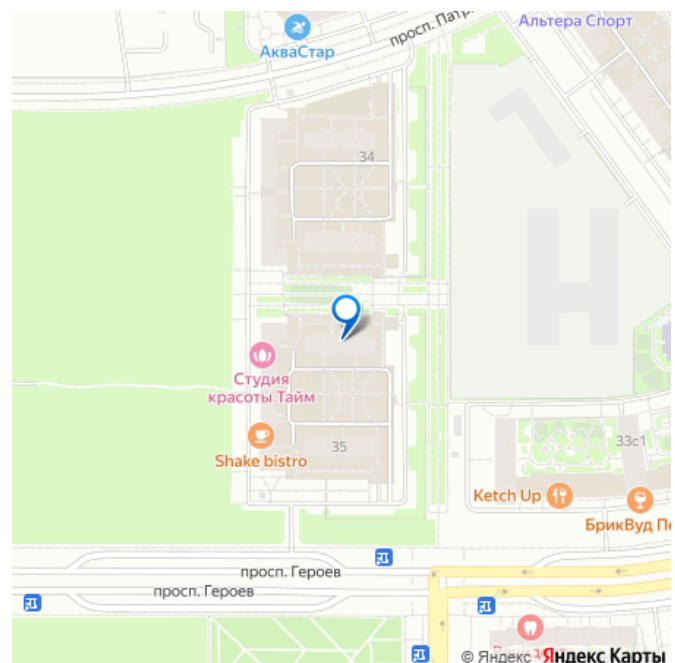 Альтера Спорт
просп. Патр
АкваСтар
34
Студия
красоты Тайм
Shake bistro
35
33с1
Ketch Up
БрикВуд П
просп. Героев
просп. Героев
© Яндекс Яндекс Карты